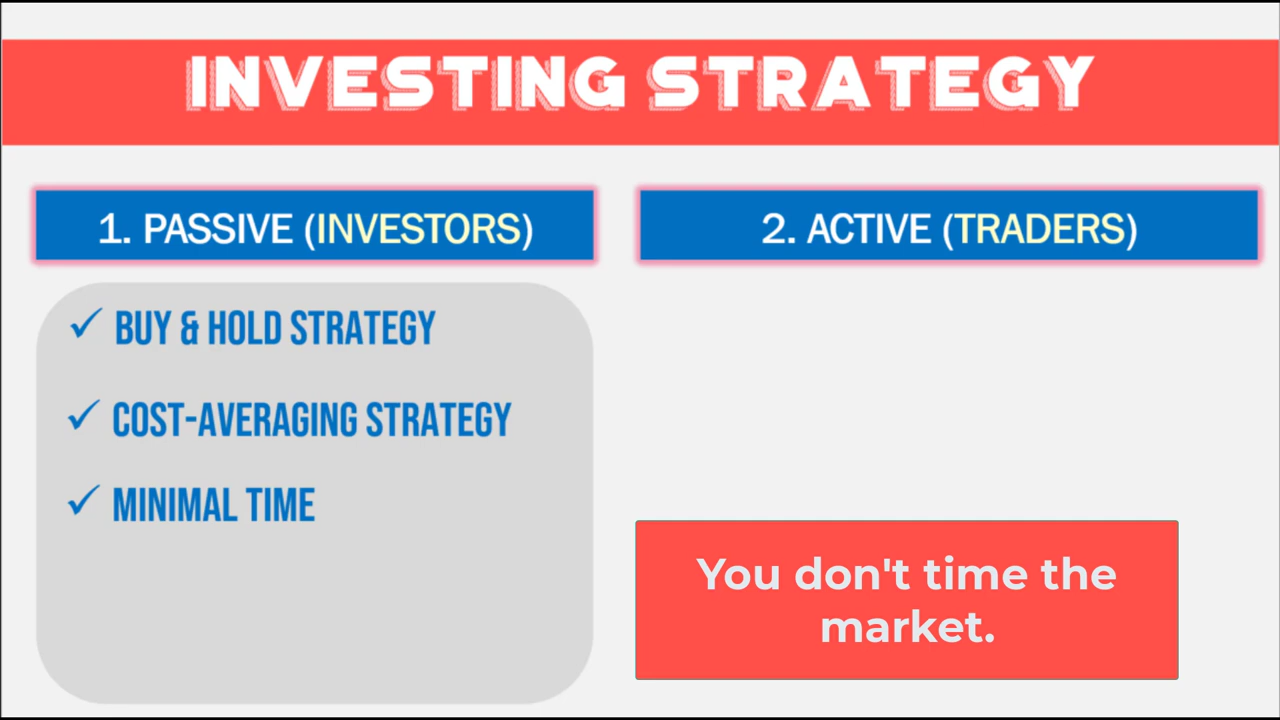 INVESTING STRATEGY
1. PASSIVE (INVESTORS)
2. ACTIVE (TRADERS)
✓ BUY & HOLD STRATEGY
✓ COST-AVERAGING STRATEGY
✓ MINIMAL TIME
You don't time the
market.